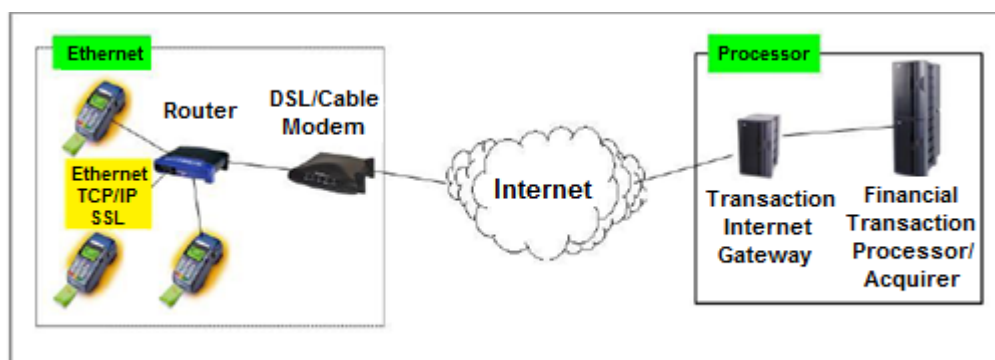 Ethernet
Router
DSL/Cable
Modem
Ethernet
TCP/IP
SSL
Internet
Processor
Transaction
Internet
Gateway
Financial
Transaction
Processor/
Acquirer